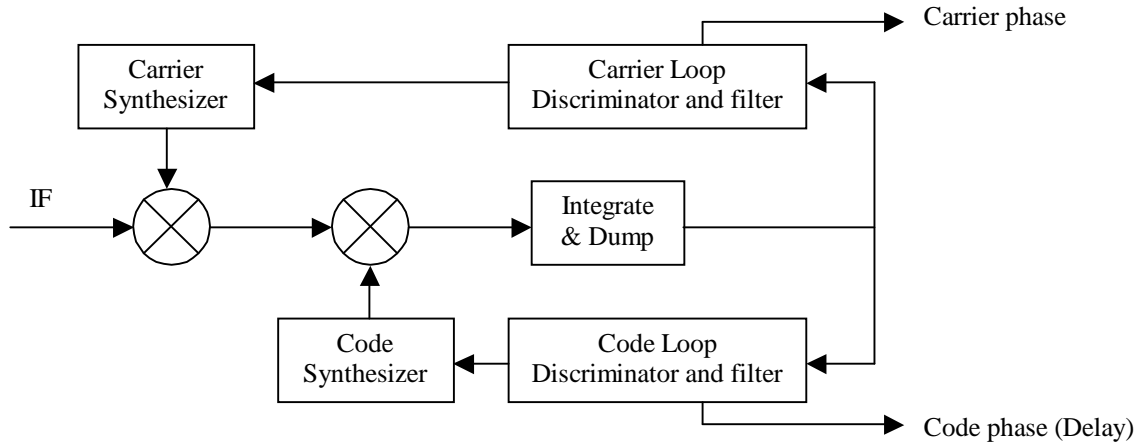 Carrier phase
Carrier
Synthesizer
Carrier Loop
Discriminator and filter
IF
Integrate
& Dump
Code
Synthesizer
Code Loop
Discriminator and filter
Code phase (Delay)